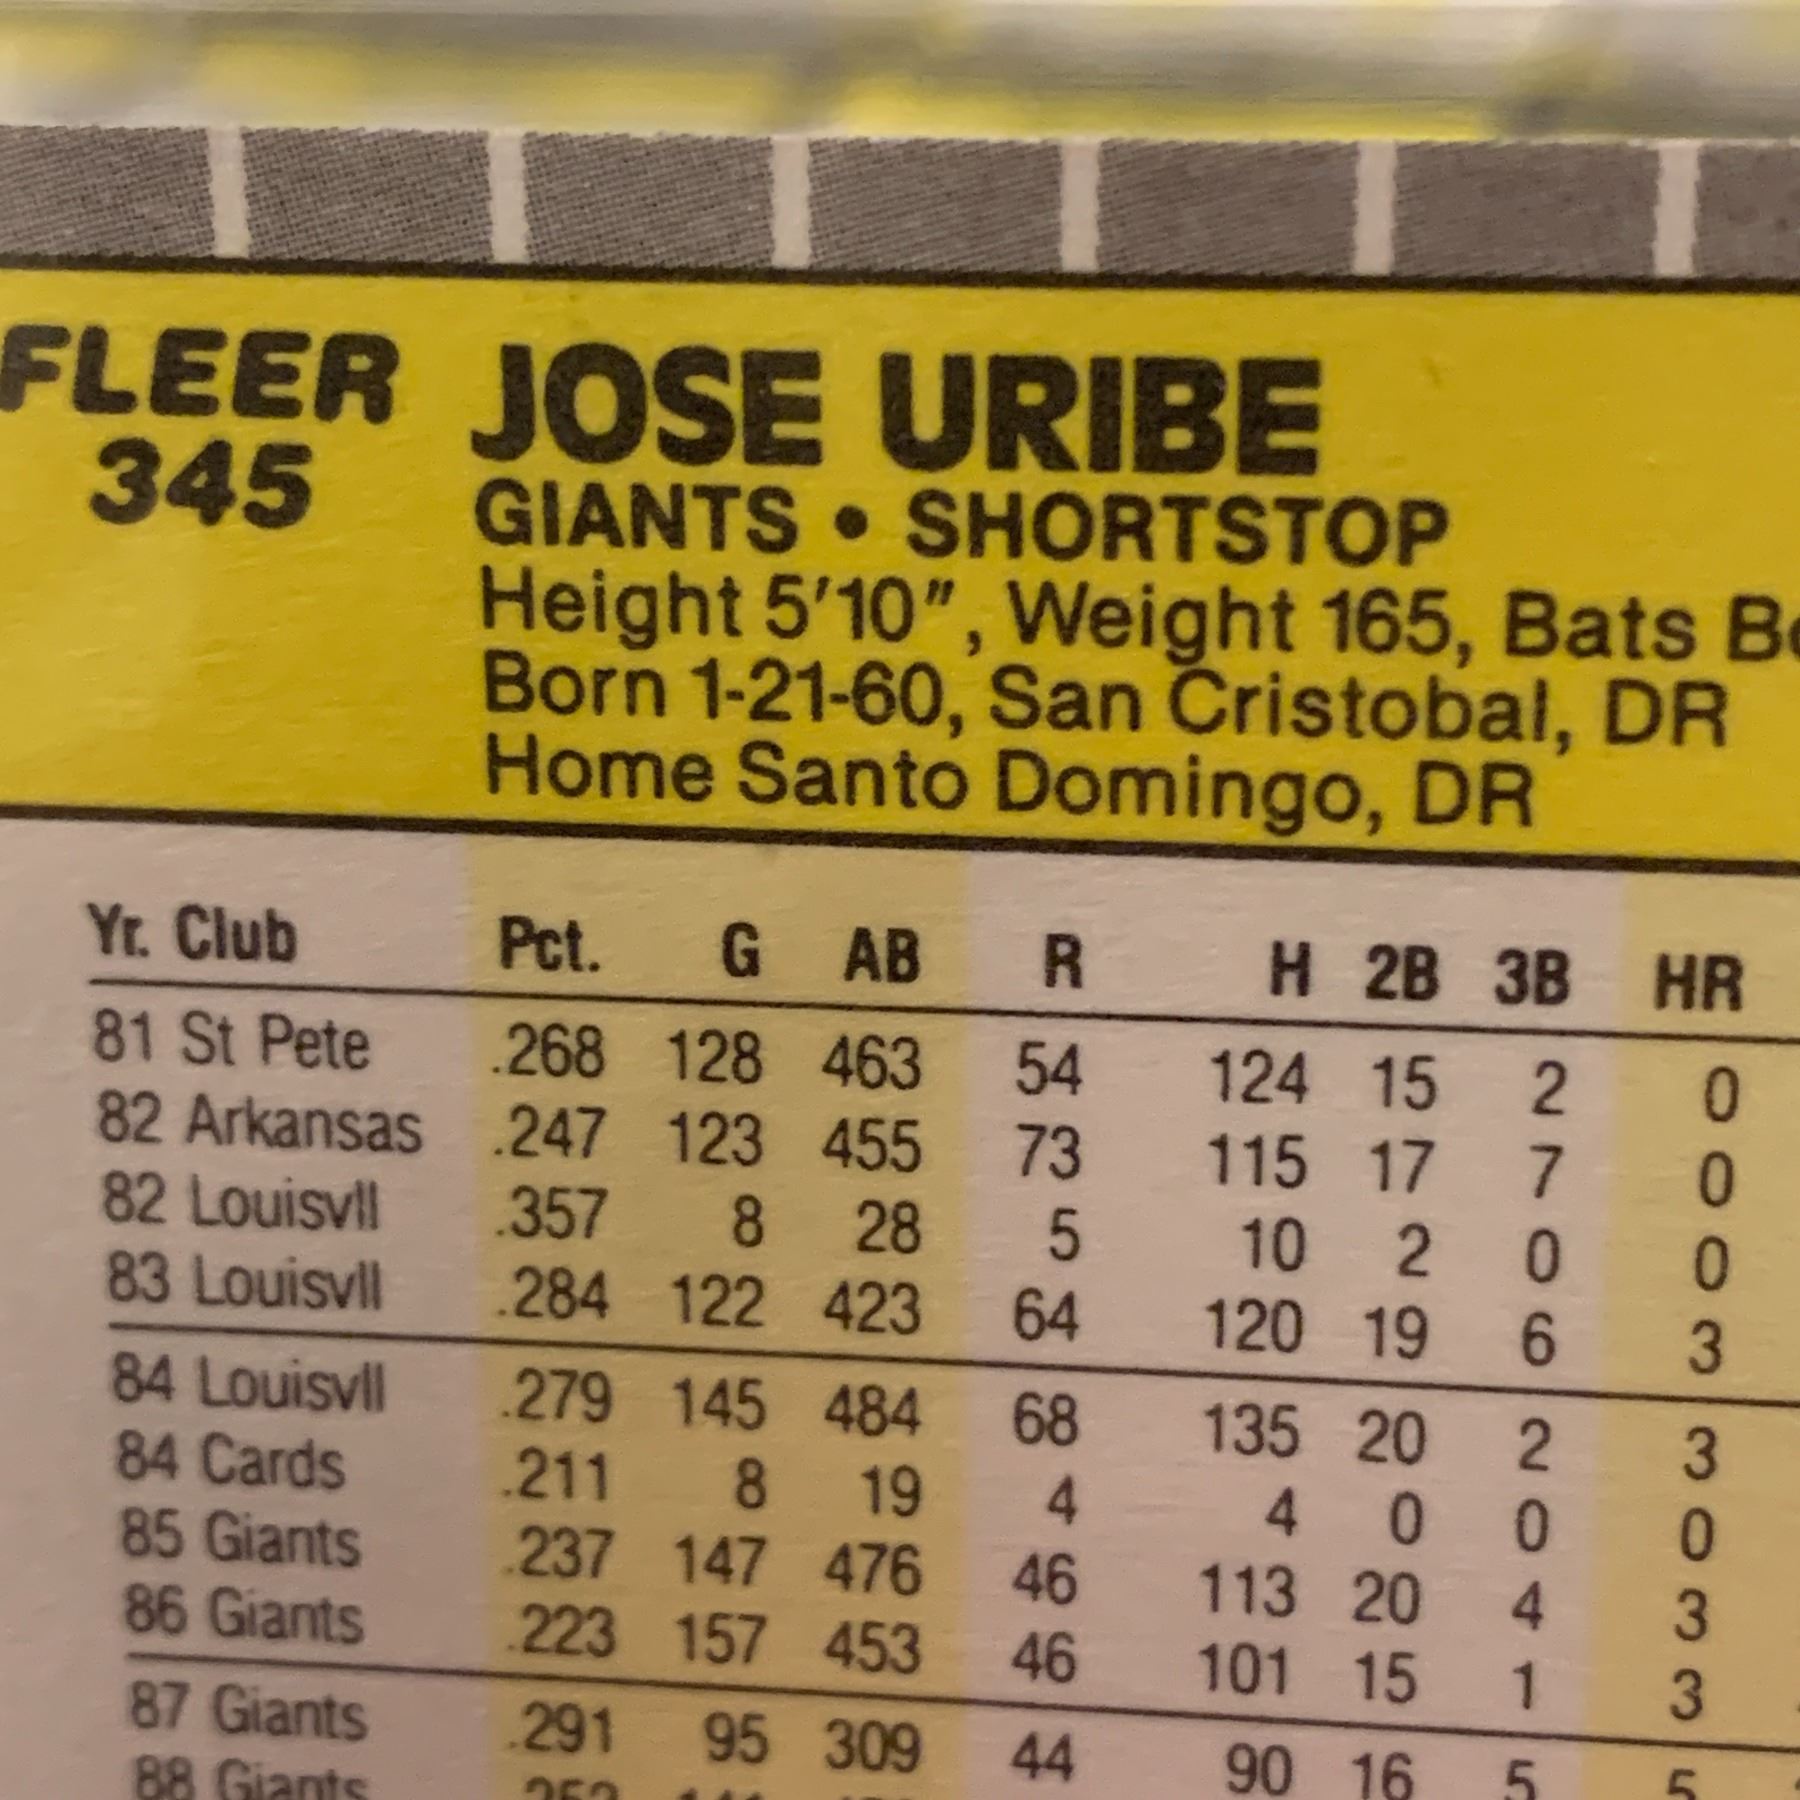 FLEER
345
JOSE URIBE
GIANTS • SHORTSTOP
Height 5'10", Weight 165, Bats
Born 1-21-60, San Cristobal, DR
Home Santo Domingo, DR
Yr. Club Pct. G AB R H 2B 3B HR
81 St Pete .268 128 463 54 124 15 2 0
82 Arkansas .247 123 455 73 115 17 7 0
82 Louisvll .357 8 28 5 10 2 0 0
83 Louisvll .284 122 423 64 120 19 6 3
84 Louisvll .279 145 484 68 135 20 2 3
84 Cards .211 8 19 4 4 0 0 0
85 Giants .237 147 476 46 113 20 4 3
86 Giants .223 157 453 46 101 15 1 3
87 Giants .291 95 309 44 90 16 5 5
88 Giants